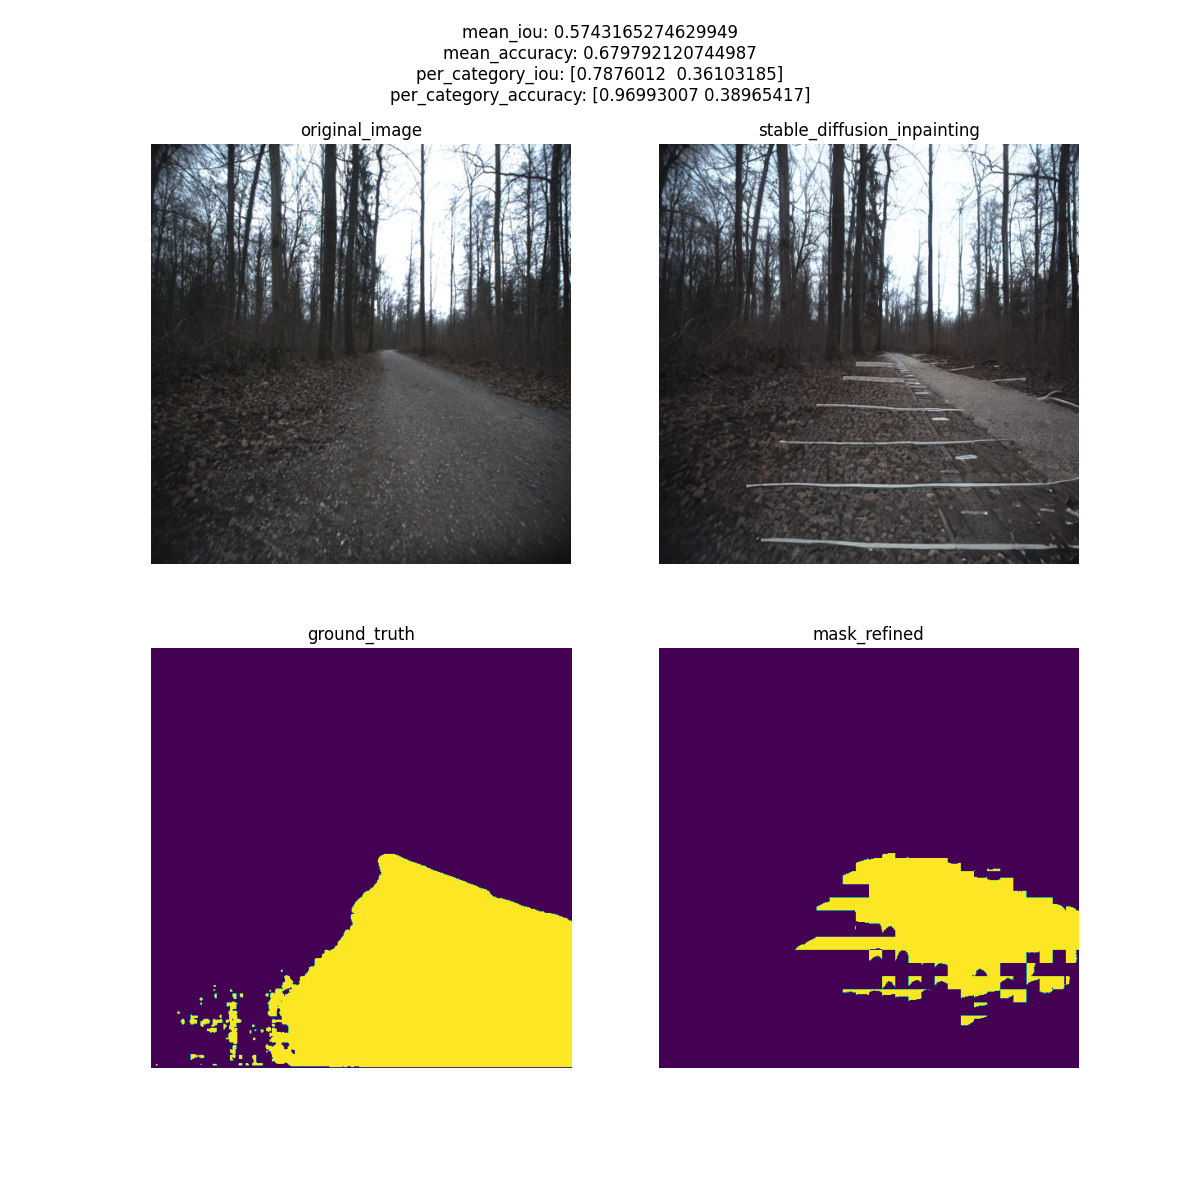 mean_iou: 0.5743165274629949
mean_accuracy: 0.679792120744987
per_category_iou: [0.7876012  0.36103185]
per_category_accuracy: [0.96993007 0.38965417]
original_image
stable_diffusion_inpainting
ground_truth
mask_refined